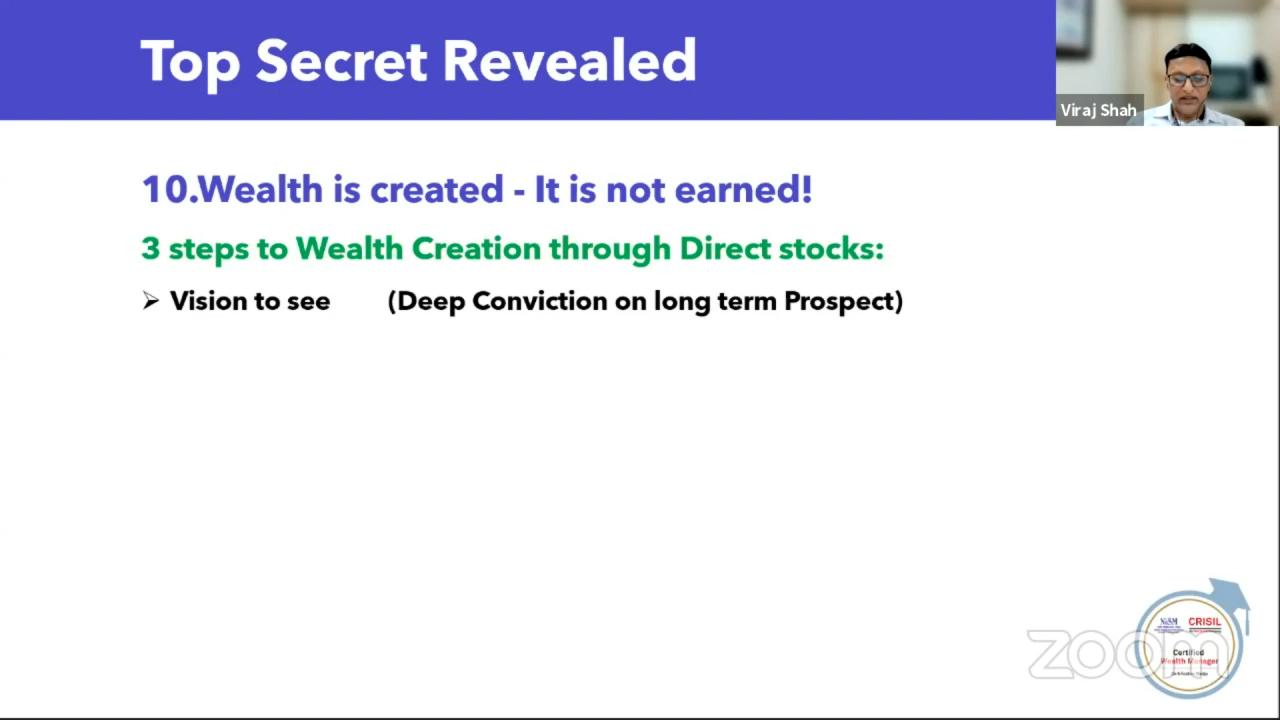 Top Secret Revealed
Viraj Shah
10.Wealth is created - It is not earned!
3 steps to Wealth Creation through Direct stocks:
➢ Vision to see (Deep Conviction on long term Prospect)
NISM CRISIL
Certified
Wealth Manager
zoom